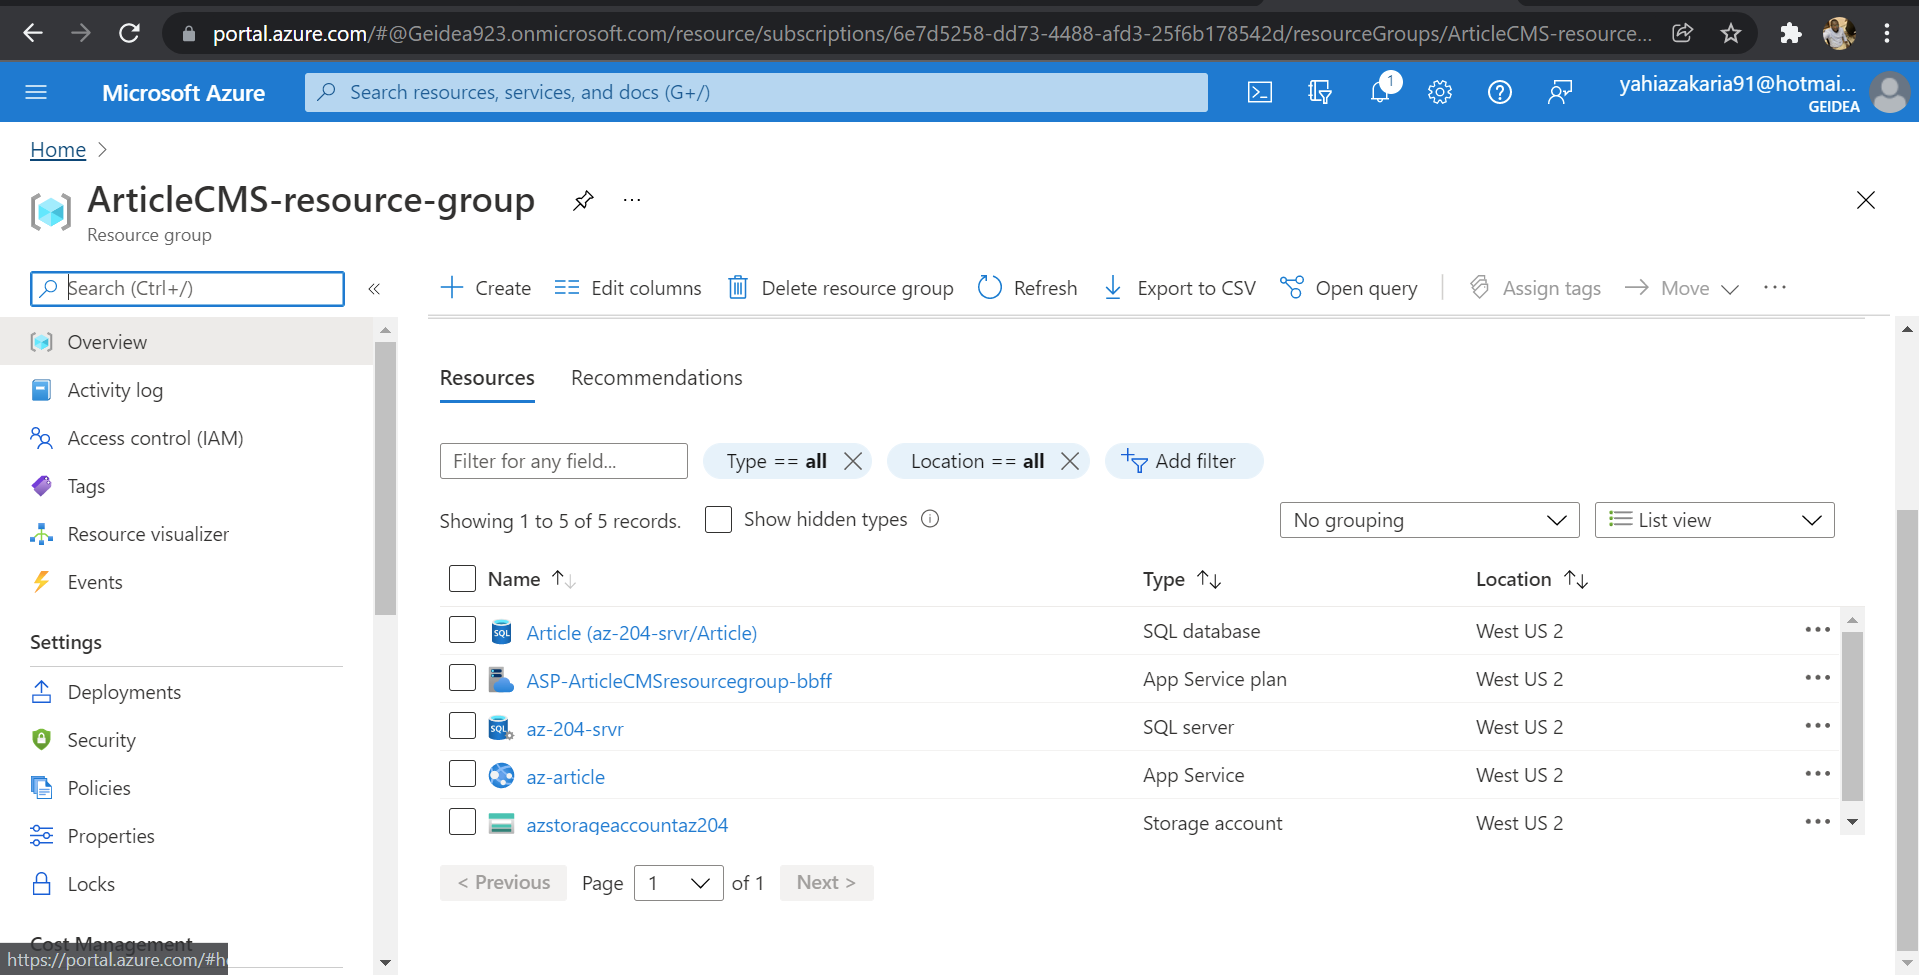 portal.azure.com/#@Geidea923.onmicrosoft.com/resource/subscriptions/6e7d5258-dd73-4488-afd3-25f6b178542d/resourceGroups/ArticleCMS-resource...
Microsoft Azure
Search resources, services, and docs (G+/)
1
yahiazakaria91@hotmai...
GEIDEA
Home >
ArticleCMS-resource-group
...
Resource group
Search (Ctrl+/)
«
Create
Edit columns
Delete resource group
Refresh
Export to CSV
Open query
Assign tags
Move
...
Overview
Activity log
Access control (IAM)
Tags
Resource visualizer
Events
Settings
Deployments
Security
Policies
Properties
Locks
Cost Management
https://portal.azure.com/#h
Resources
Recommendations
Filter for any field...
Type == all
Location == all
Add filter
Showing 1 to 5 of 5 records.
Show hidden types
No grouping
List view
Name
Type
Location
SQL
Article (az-204-srvr/Article)
SQL database
West US 2
...
ASP-ArticleCMSresourcegroup-bbff
App Service plan
West US 2
...
SQL
az-204-srvr
SQL server
West US 2
...
az-article
App Service
West US 2
...
azstorageaccountaz204
Storage account
West US 2
...
< Previous
Page
1
of 1
Next >